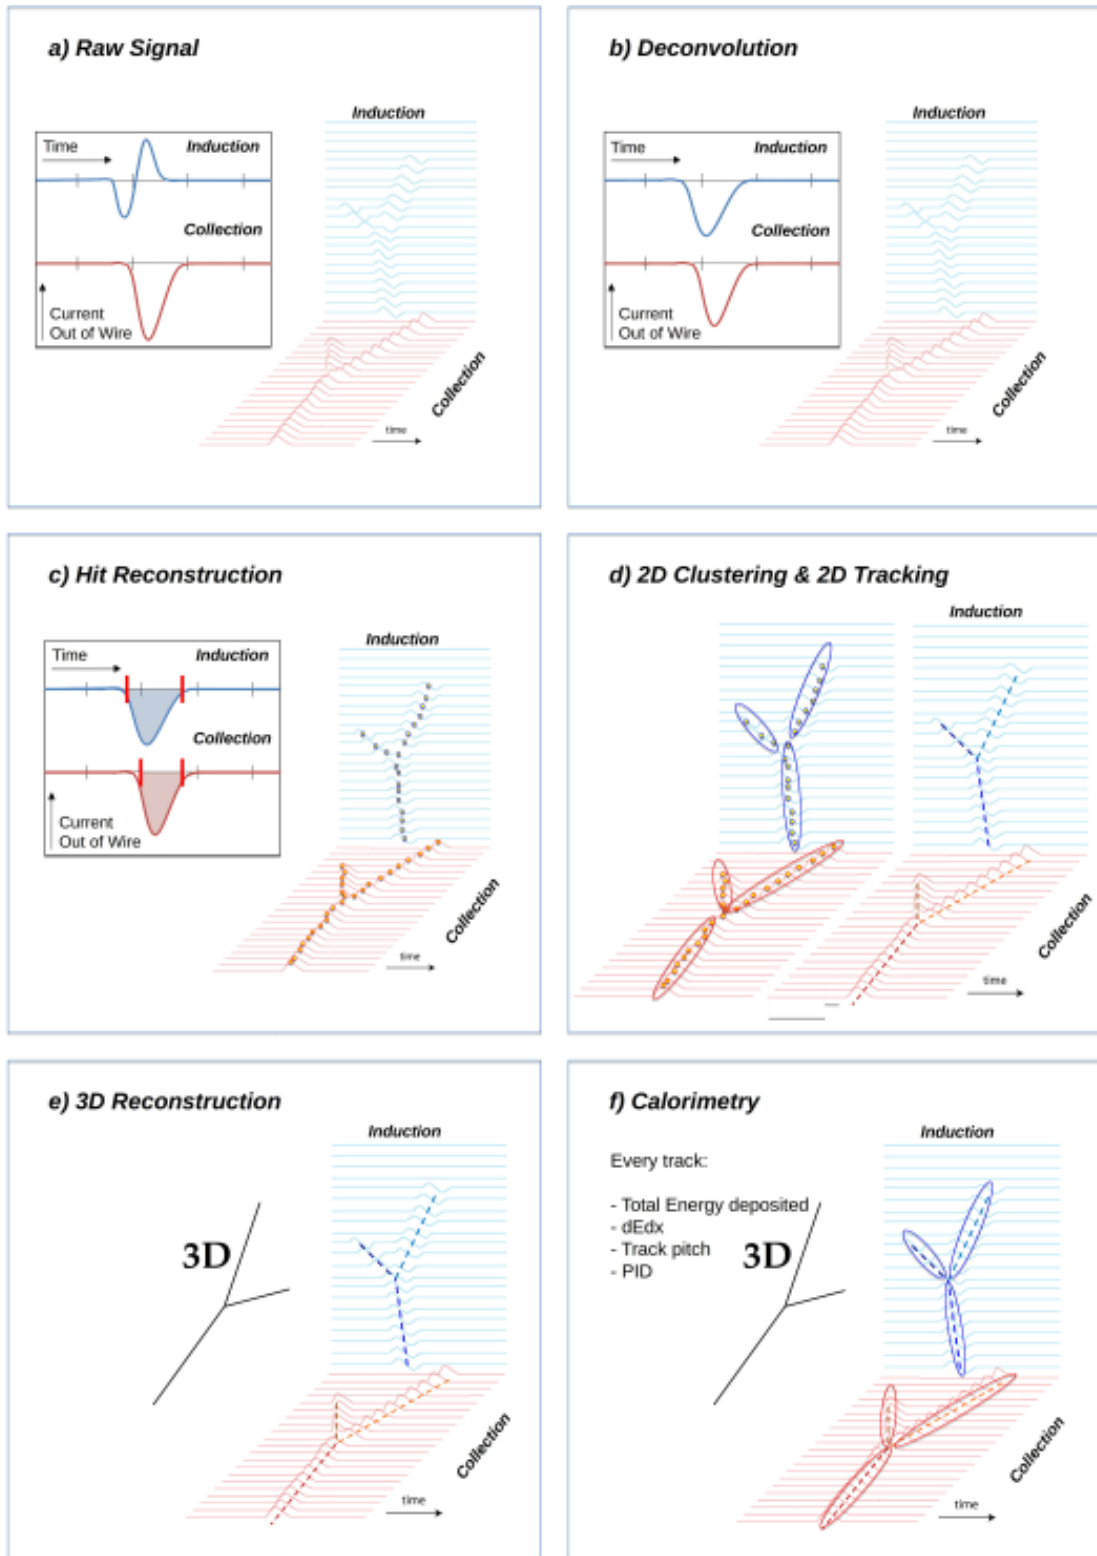 a) Raw Signal
Induction
Time
Induction
Collection
Current
Out of Wire
Collection
time
b) Deconvolution
Induction
Time
Induction
Collection
Current
Out of Wire
Collection
time
c) Hit Reconstruction
Induction
Time
Induction
Collection
Current
Out of Wire
Collection
time
d) 2D Clustering & 2D Tracking
Induction
Collection
time
e) 3D Reconstruction
Induction
3D
Collection
time
f) Calorimetry
Induction
Every track:
- Total Energy deposited
- dEdx
- Track pitch
- PID
3D
Collection
time